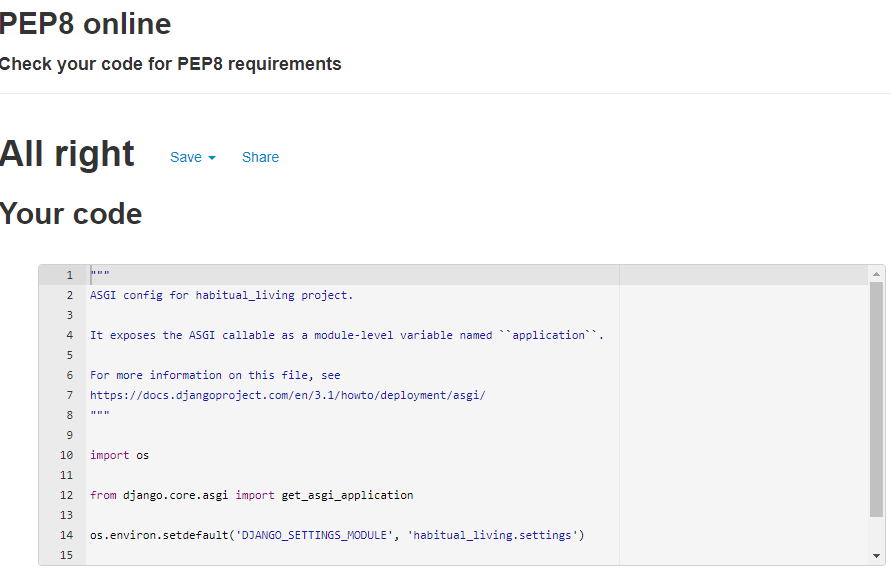 PEP8 online
Check your code for PEP8 requirements
All right Save Share
Your code
1 """
2 ASGI config for habitual_living project.
3
4 It exposes the ASGI callable as a module-level variable named ``application``.
5
6 For more information on this file, see
7 https://docs.djangoproject.com/en/3.1/howto/deployment/asgi/
8 """
9
10 import os
11
12 from django.core.asgi import get_asgi_application
13
14 os.environ.setdefault('DJANGO_SETTINGS_MODULE', 'habitual_living.settings')
15